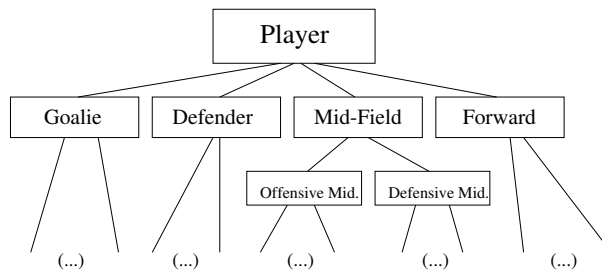 Player
Goalie
Defender
Mid-Field
Forward
Offensive Mid.
Defensive Mid.
(...)
(...)
(...)
(...)
(...)